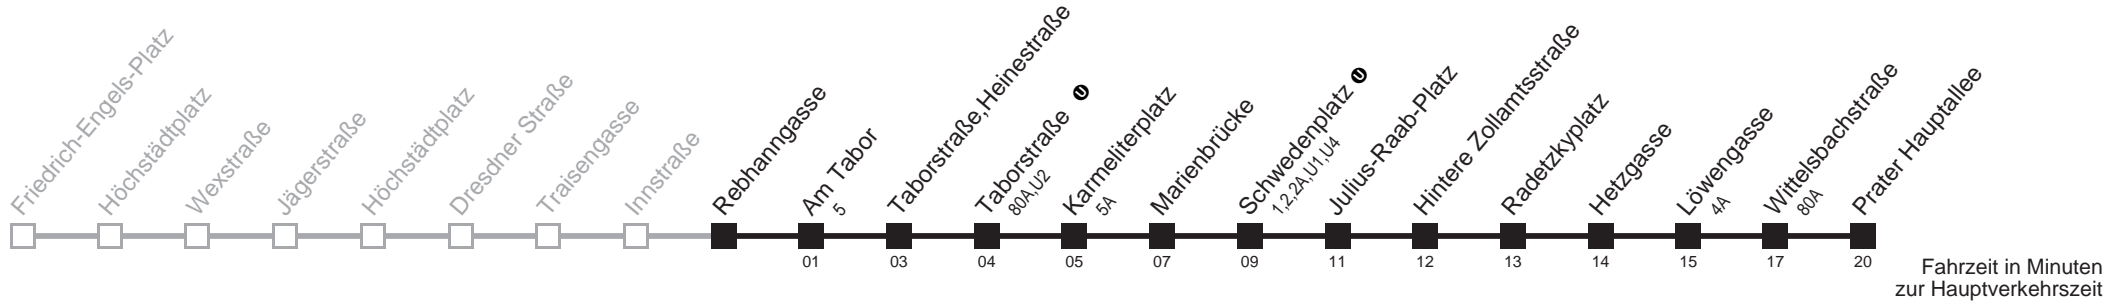 Friedrich-Engels-Platz
Höchstädtplatz
Wexstraße
Jägerstraße
Höchstädtplatz
Dresdner Straße
Traisengasse
Innstraße
Rebhanngasse
Am Tabor
5
Taborstraße,Heinestraße
Taborstraße U
80A,U2
Karmeliterplatz
5A
Marienbrücke
Schwedenplatz U
1,2,2A,U1,U4
Julius-Raab-Platz
Hintere Zollamtsstraße
Radetzkyplatz
Hetzgasse
Löwengasse
4A
Wittelsbachstraße
80A
Prater Hauptallee
01 03 04 05 07 09 11 12 13 14 15 17 20
Fahrzeit in Minuten
zur Hauptverkehrszeit